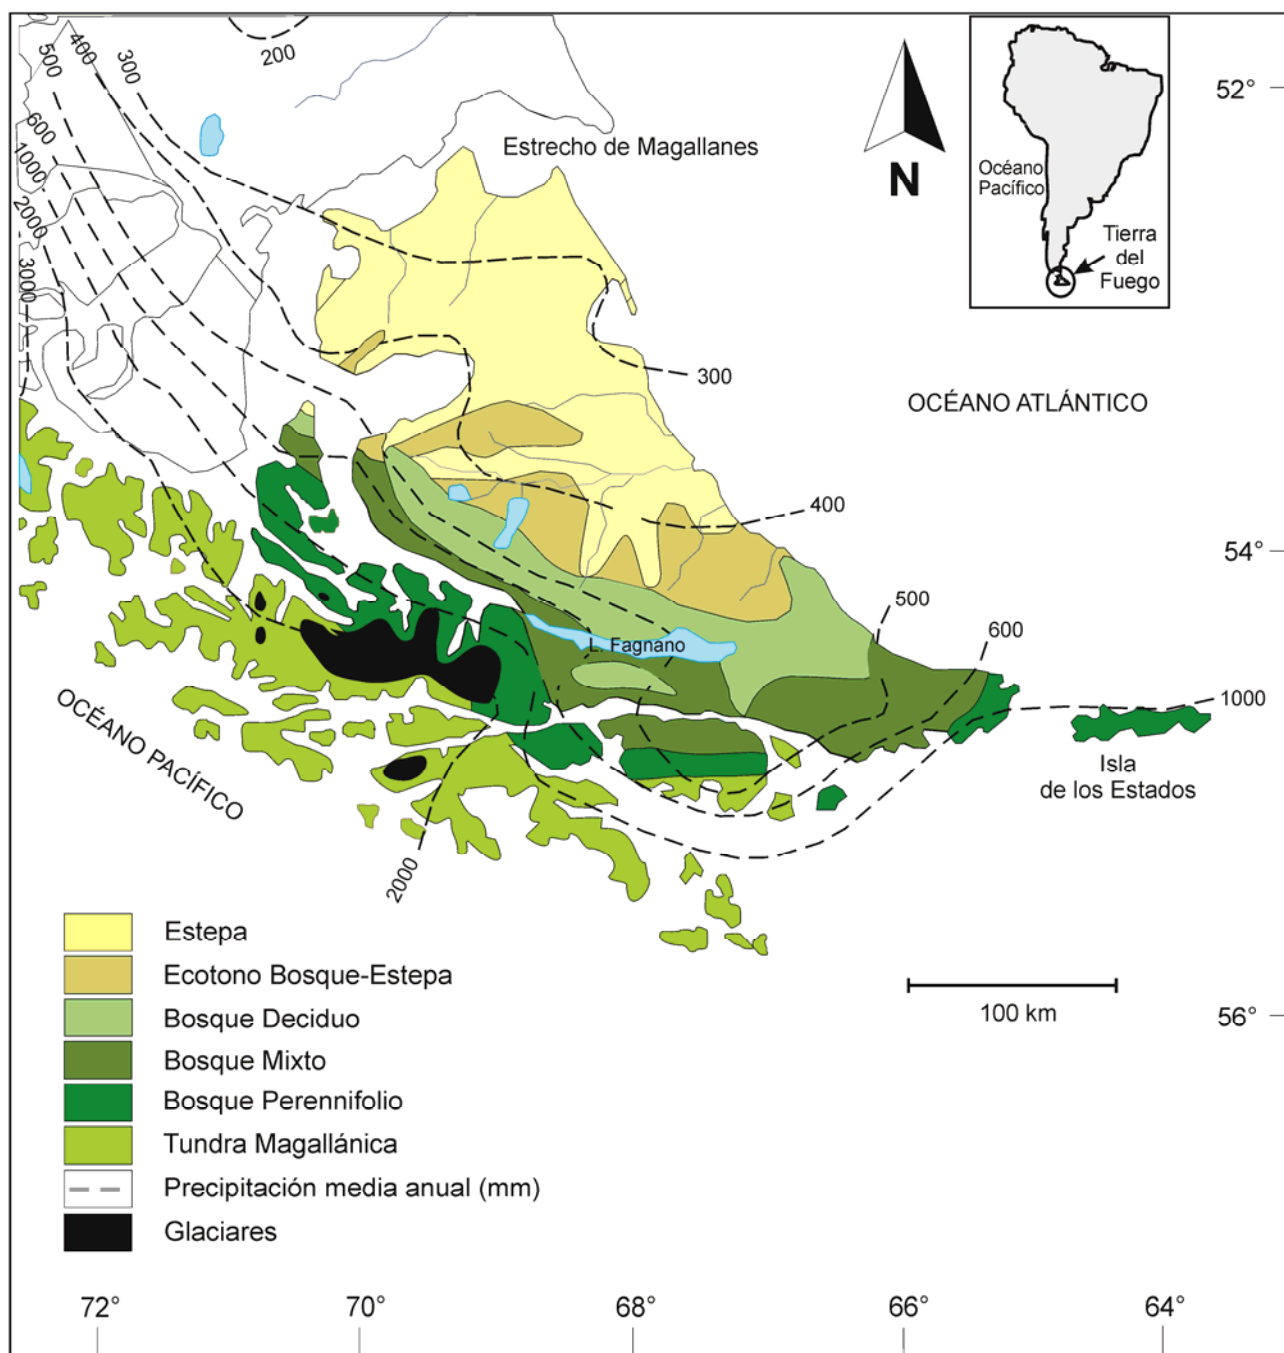 200
500
400
300
600
1000
2000
3000
Estrecho de Magallanes
N
52°
Océano
Pacífico
Tierra
del
Fuego
300
OCÉANO ATLÁNTICO
400
54°
500
600
L. Fagnano
1000
OCÉANO PACÍFICO
Isla
de los Estados
2000
Estepa
Ecotono Bosque-Estepa
Bosque Deciduo
Bosque Mixto
Bosque Perennifolio
Tundra Magallánica
Precipitación media anual (mm)
Glaciares
100 km
56°
72°
70°
68°
66°
64°